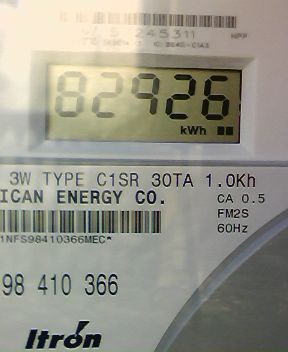 245311
82926
kWh
3W TYPE C1SR 30TA 1.0Kh
ICAN ENERGY CO. CA 0.5
FM2S
1NFS98410366MEC* 60Hz
98 410 366
Itron